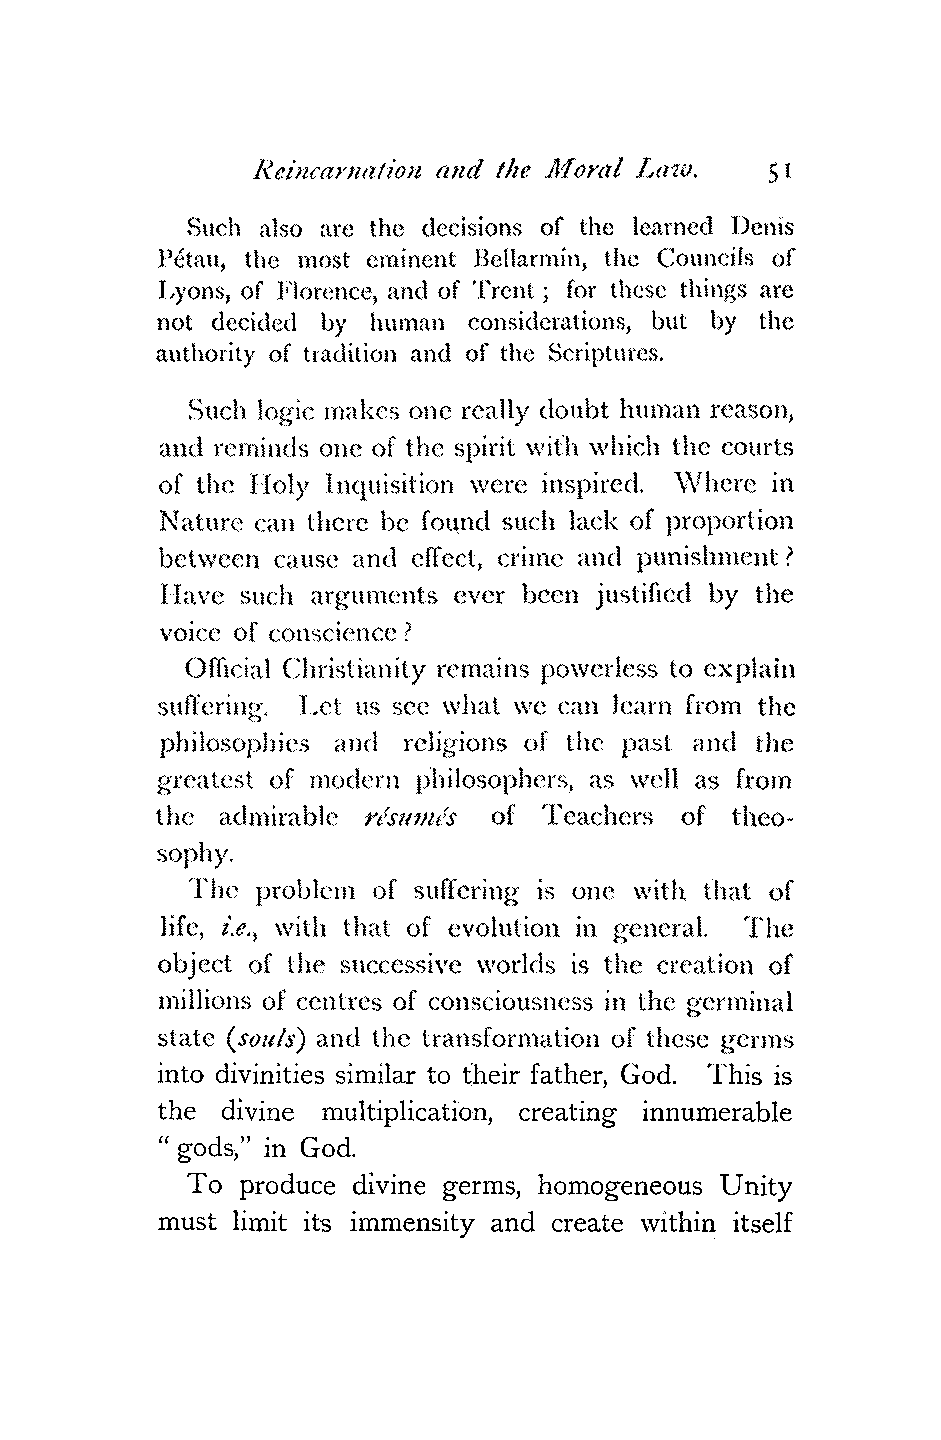 Reincarnation and the Moral Law. 51
Such also are the decisions of the learned Denis
Pétau, the most eminent Bellarmin, the Councils of
Lyons, of Florence, and of Trent ; for these things are
not decided by human considerations, but by the
authority of tradition and of the Scriptures.
Such logic makes one really doubt human reason,
and reminds one of the spirit with which the courts
of the Holy Inquisition were inspired. Where in
Nature can there be found such lack of proportion
between cause and effect, crime and punishment?
Have such arguments ever been justified by the
voice of conscience?
Official Christianity remains powerless to explain
suffering. Let us see what we can learn from the
philosophies and religions of the past and the
greatest of modern philosophers, as well as from
the admirable résumés of Teachers of theo-
sophy.
The problem of suffering is one with that of
life, i.e., with that of evolution in general. The
object of the successive worlds is the creation of
millions of centres of consciousness in the germinal
state (souls) and the transformation of these germs
into divinities similar to their father, God. This is
the divine multiplication, creating innumerable
“gods,” in God.
To produce divine germs, homogeneous Unity
must limit its immensity and create within itself